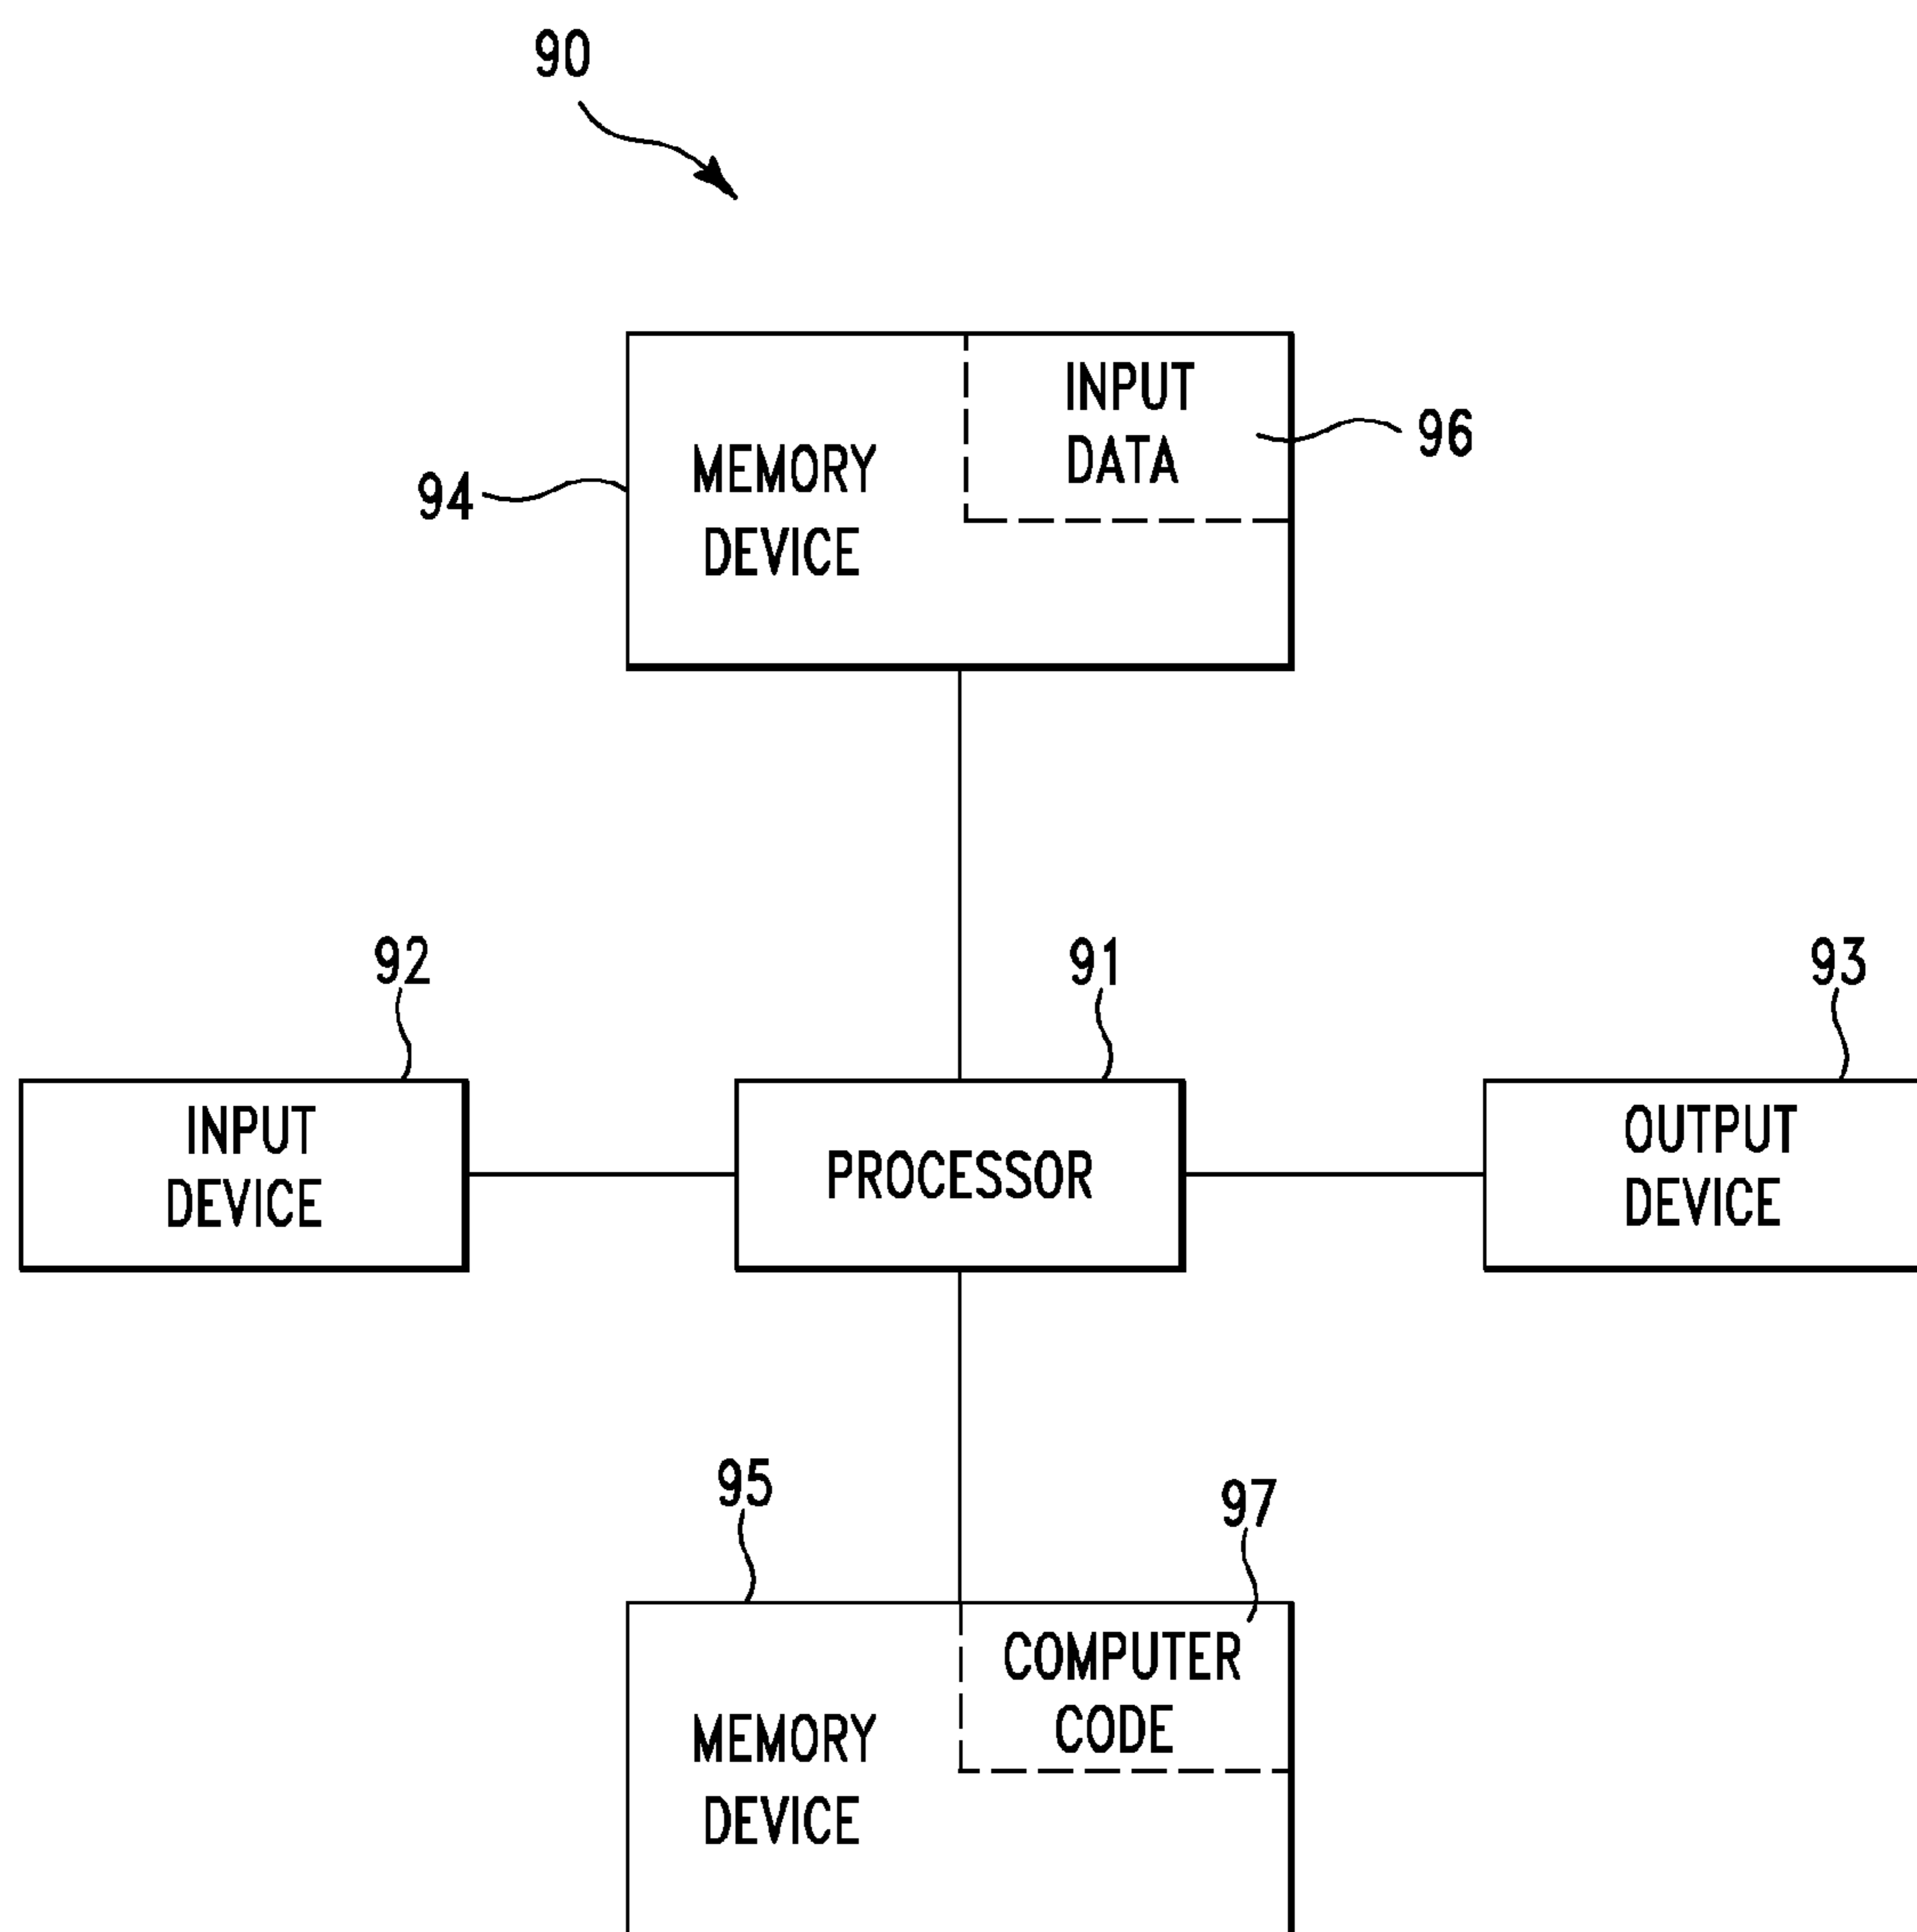 90
INPUT
DATA
96
MEMORY
DEVICE
94
92
91
93
INPUT
DEVICE
PROCESSOR
OUTPUT
DEVICE
95
97
COMPUTER
CODE
MEMORY
DEVICE